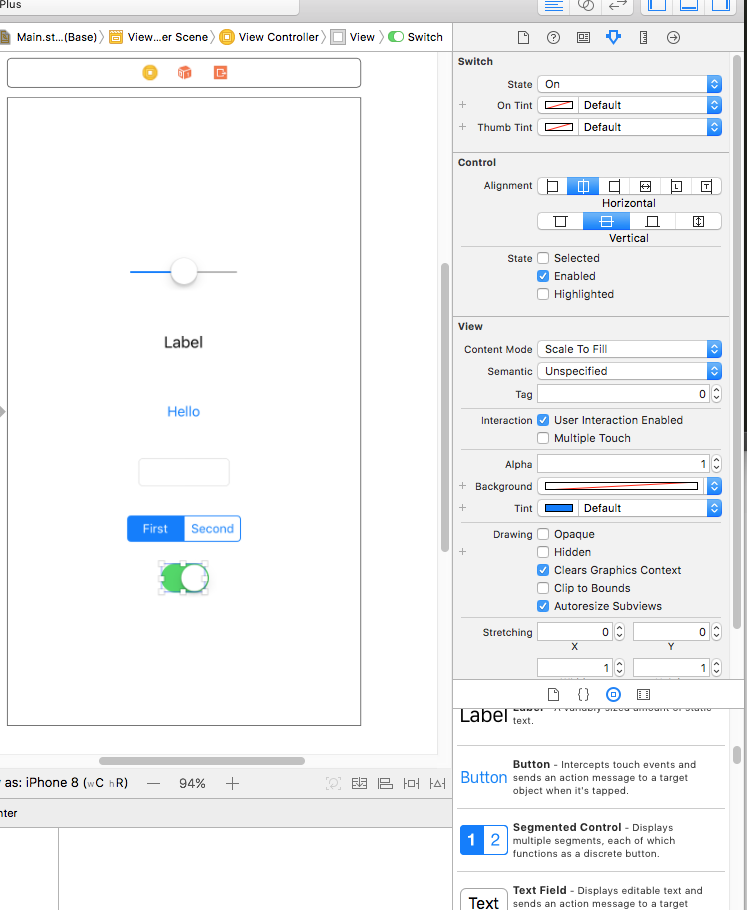 Plus
Main.st...(Base) View...er Scene View Controller View Switch
Label
Hello
First Second
as: iPhone 8 (wC hR) — 94% +
nter
Switch
State On
+ On Tint Default
+ Thumb Tint Default
Control
Alignment
L T
Horizontal
Vertical
State Selected
Enabled
Highlighted
View
Content Mode Scale To Fill
Semantic Unspecified
Tag 0
Interaction User Interaction Enabled
Multiple Touch
Alpha 1
+ Background
+ Tint Default
Drawing Opaque
+ Hidden
Clears Graphics Context
Clip to Bounds
Autoresize Subviews
Stretching 0 0
X Y
1 1
{}
Label Label - A variably sized amount of static
text.
Button Button - Intercepts touch events and
sends an action message to a target
object when it's tapped.
1 2 Segmented Control - Displays
multiple segments, each of which
functions as a discrete button.
Text Text Field - Displays editable text and
sends an action message to a target